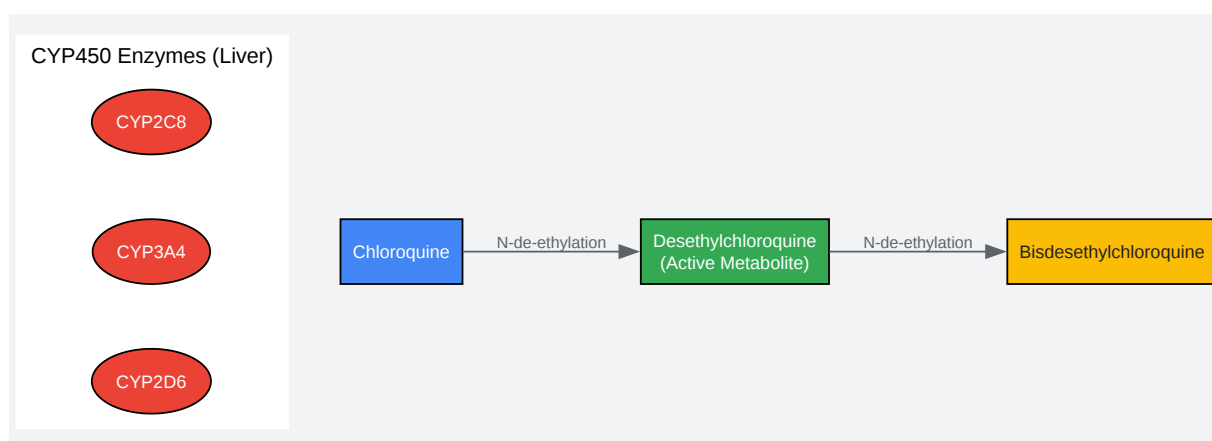 CYP450 Enzymes (Liver)
CYP2C8
CYP3A4
CYP2D6
Chloroquine
N-de-ethylation
Desethylchloroquine
(Active Metabolite)
N-de-ethylation
Bisdesethylchloroquine